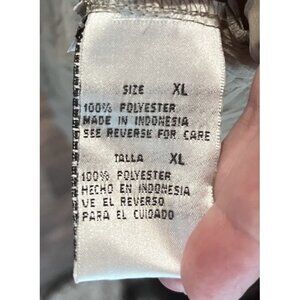 SIZE XL
100% POLYESTER
MADE IN INDONESIA
SEE REVERSE FOR CARE
TALLA XL
100% POLYESTER
HECHO EN INDONESIA
VE EL REVERSO
PARA EL CUIDADO